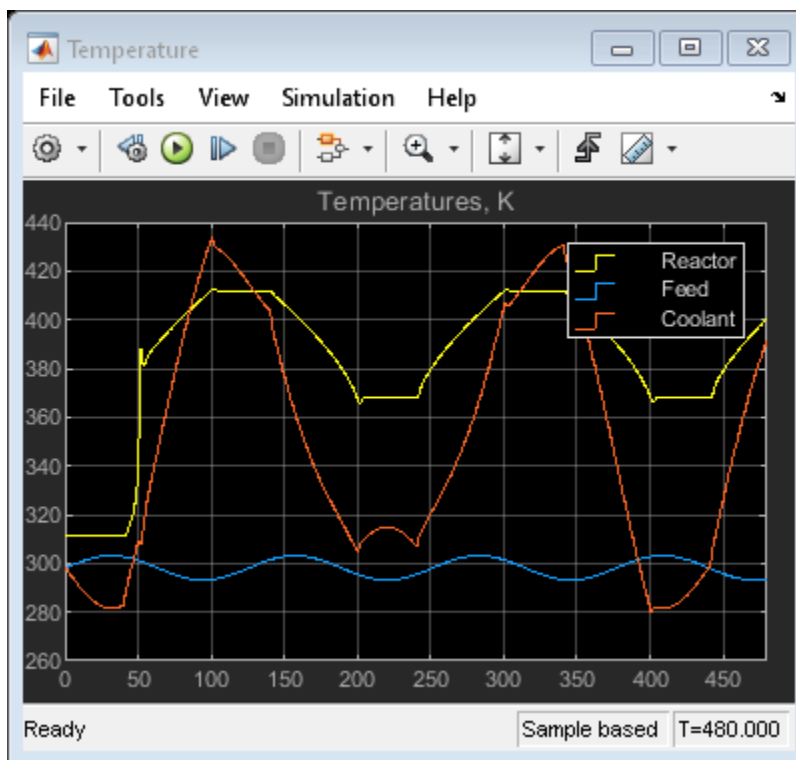 Temperature
File Tools View Simulation Help
Temperatures, K
440
420
400
380
360
340
320
300
280
260
Reactor
Feed
Coolant
0 50 100 150 200 250 300 350 400 450
Ready Sample based T=480.000